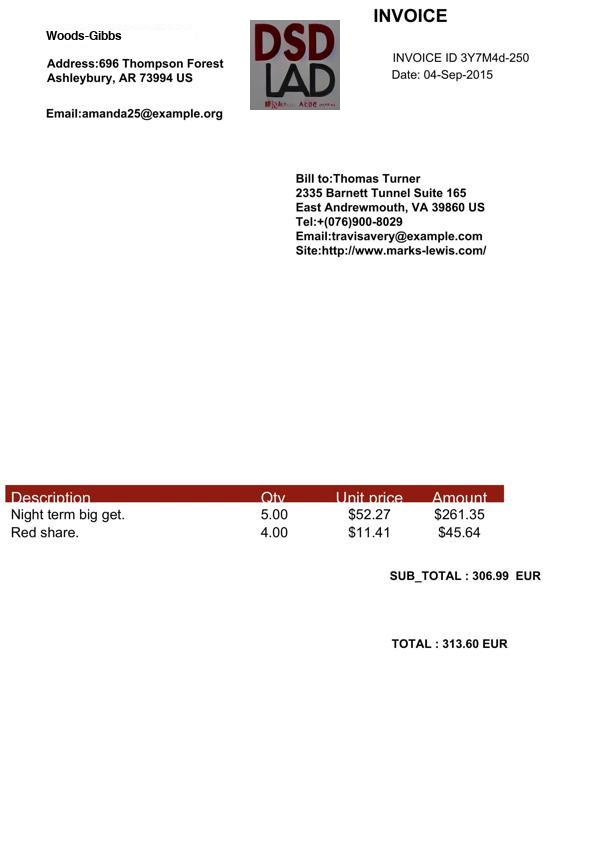 INVOICE
Woods-Gibbs
Address:696 Thompson Forest
Ashleybury, AR 73994 US
Email:amanda25@example.org
DSD
LAD
INVOICE ID 3Y7M4d-250
Date: 04-Sep-2015
Bill to:Thomas Turner
2335 Barnett Tunnel Suite 165
East Andrewmouth, VA 39860 US
Tel:+(076)900-8029
Email:travisavery@example.com
Site:http://www.marks-lewis.com/
Description Qty Unit price Amount
Night term big get. 5.00 $52.27 $261.35
Red share. 4.00 $11.41 $45.64
SUB_TOTAL : 306.99 EUR
TOTAL : 313.60 EUR